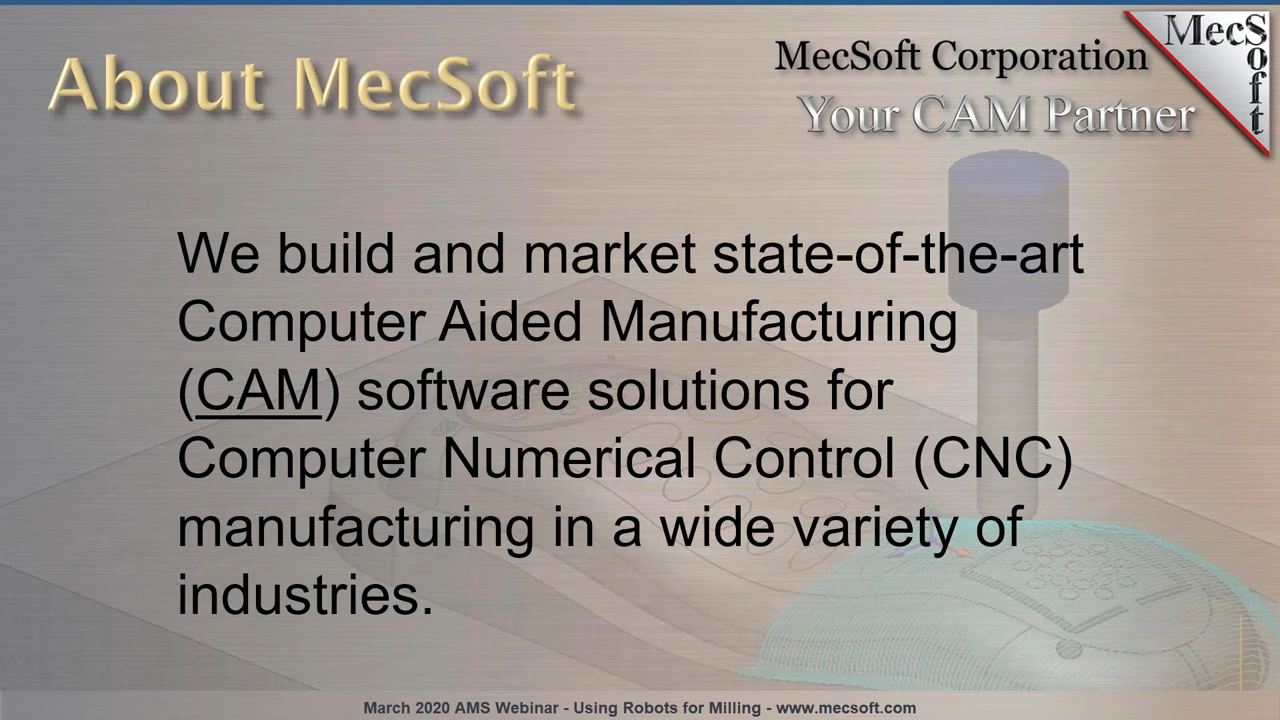 About MecSoft
MecSoft Corporation
Your CAM Partner
MecSoft
We build and market state-of-the-art
Computer Aided Manufacturing
(CAM) software solutions for
Computer Numerical Control (CNC)
manufacturing in a wide variety of
industries.
March 2020 AMS Webinar - Using Robots for Milling - www.mecsoft.com